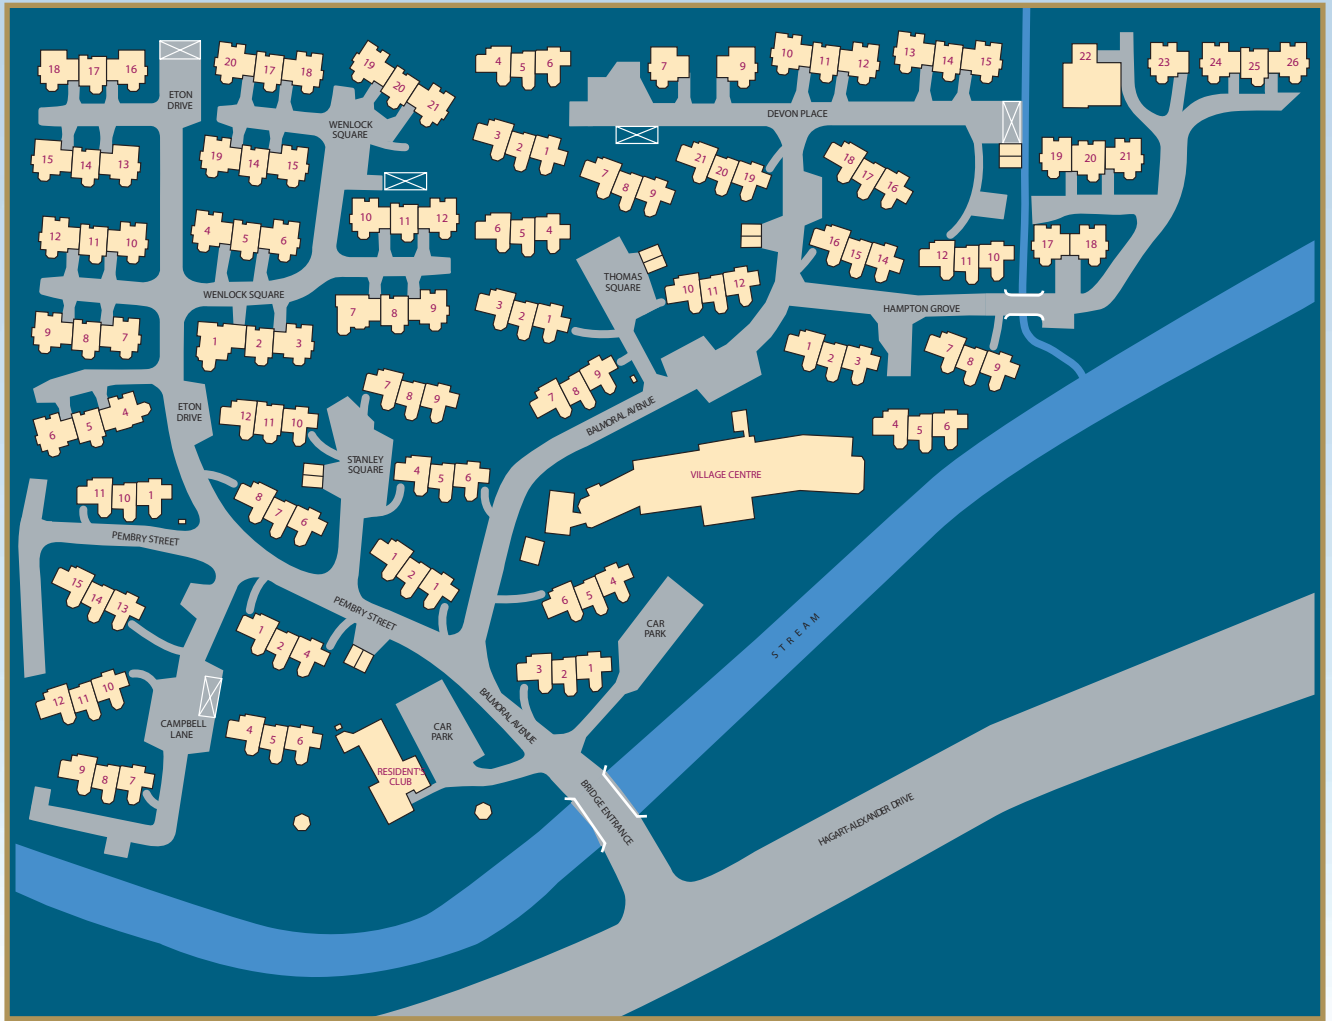 18 17 16
20 17 18
19 20 21
4 5 6
7 9
10 11 12
13 14 15
22 23 24 25 26
ETON
DRIVE
WENLOCK
SQUARE
DEVON PLACE
15 14 13
19 14 15
3 2 1
7 8 9
21 20 19
18 17 16
19 20 21
12 11 10
4 5 6
10 11 12
6 5 4
16 15 14
12 11 10
17 18
THOMAS
SQUARE
10 11 12
WENLOCK SQUARE
HAMPTON GROVE
9 8 7
1 2 3
7 8 9
3 2 1
1 2 3
7 8 9
7 8 9
7 8 9
6 5 4
ETON
DRIVE
12 11 10
BALMORAL AVENUE
4 5 6
STANLEY
SQUARE
4 5 6
VILLAGE CENTRE
11 10 1
8 7 6
PEMBRY STREET
1 2 1
15 14 13
PEMBRY STREET
6 5 4
CAR
PARK
STREAM
1 2 4
3 2 1
12 11 10
CAMPBELL
LANE
4 5 6
CAR
PARK
BALMORAL AVENUE
9 8 7
RESIDENT'S
CLUB
BRIDGE ENTRANCE
HAGART-ALEXANDER DRIVE